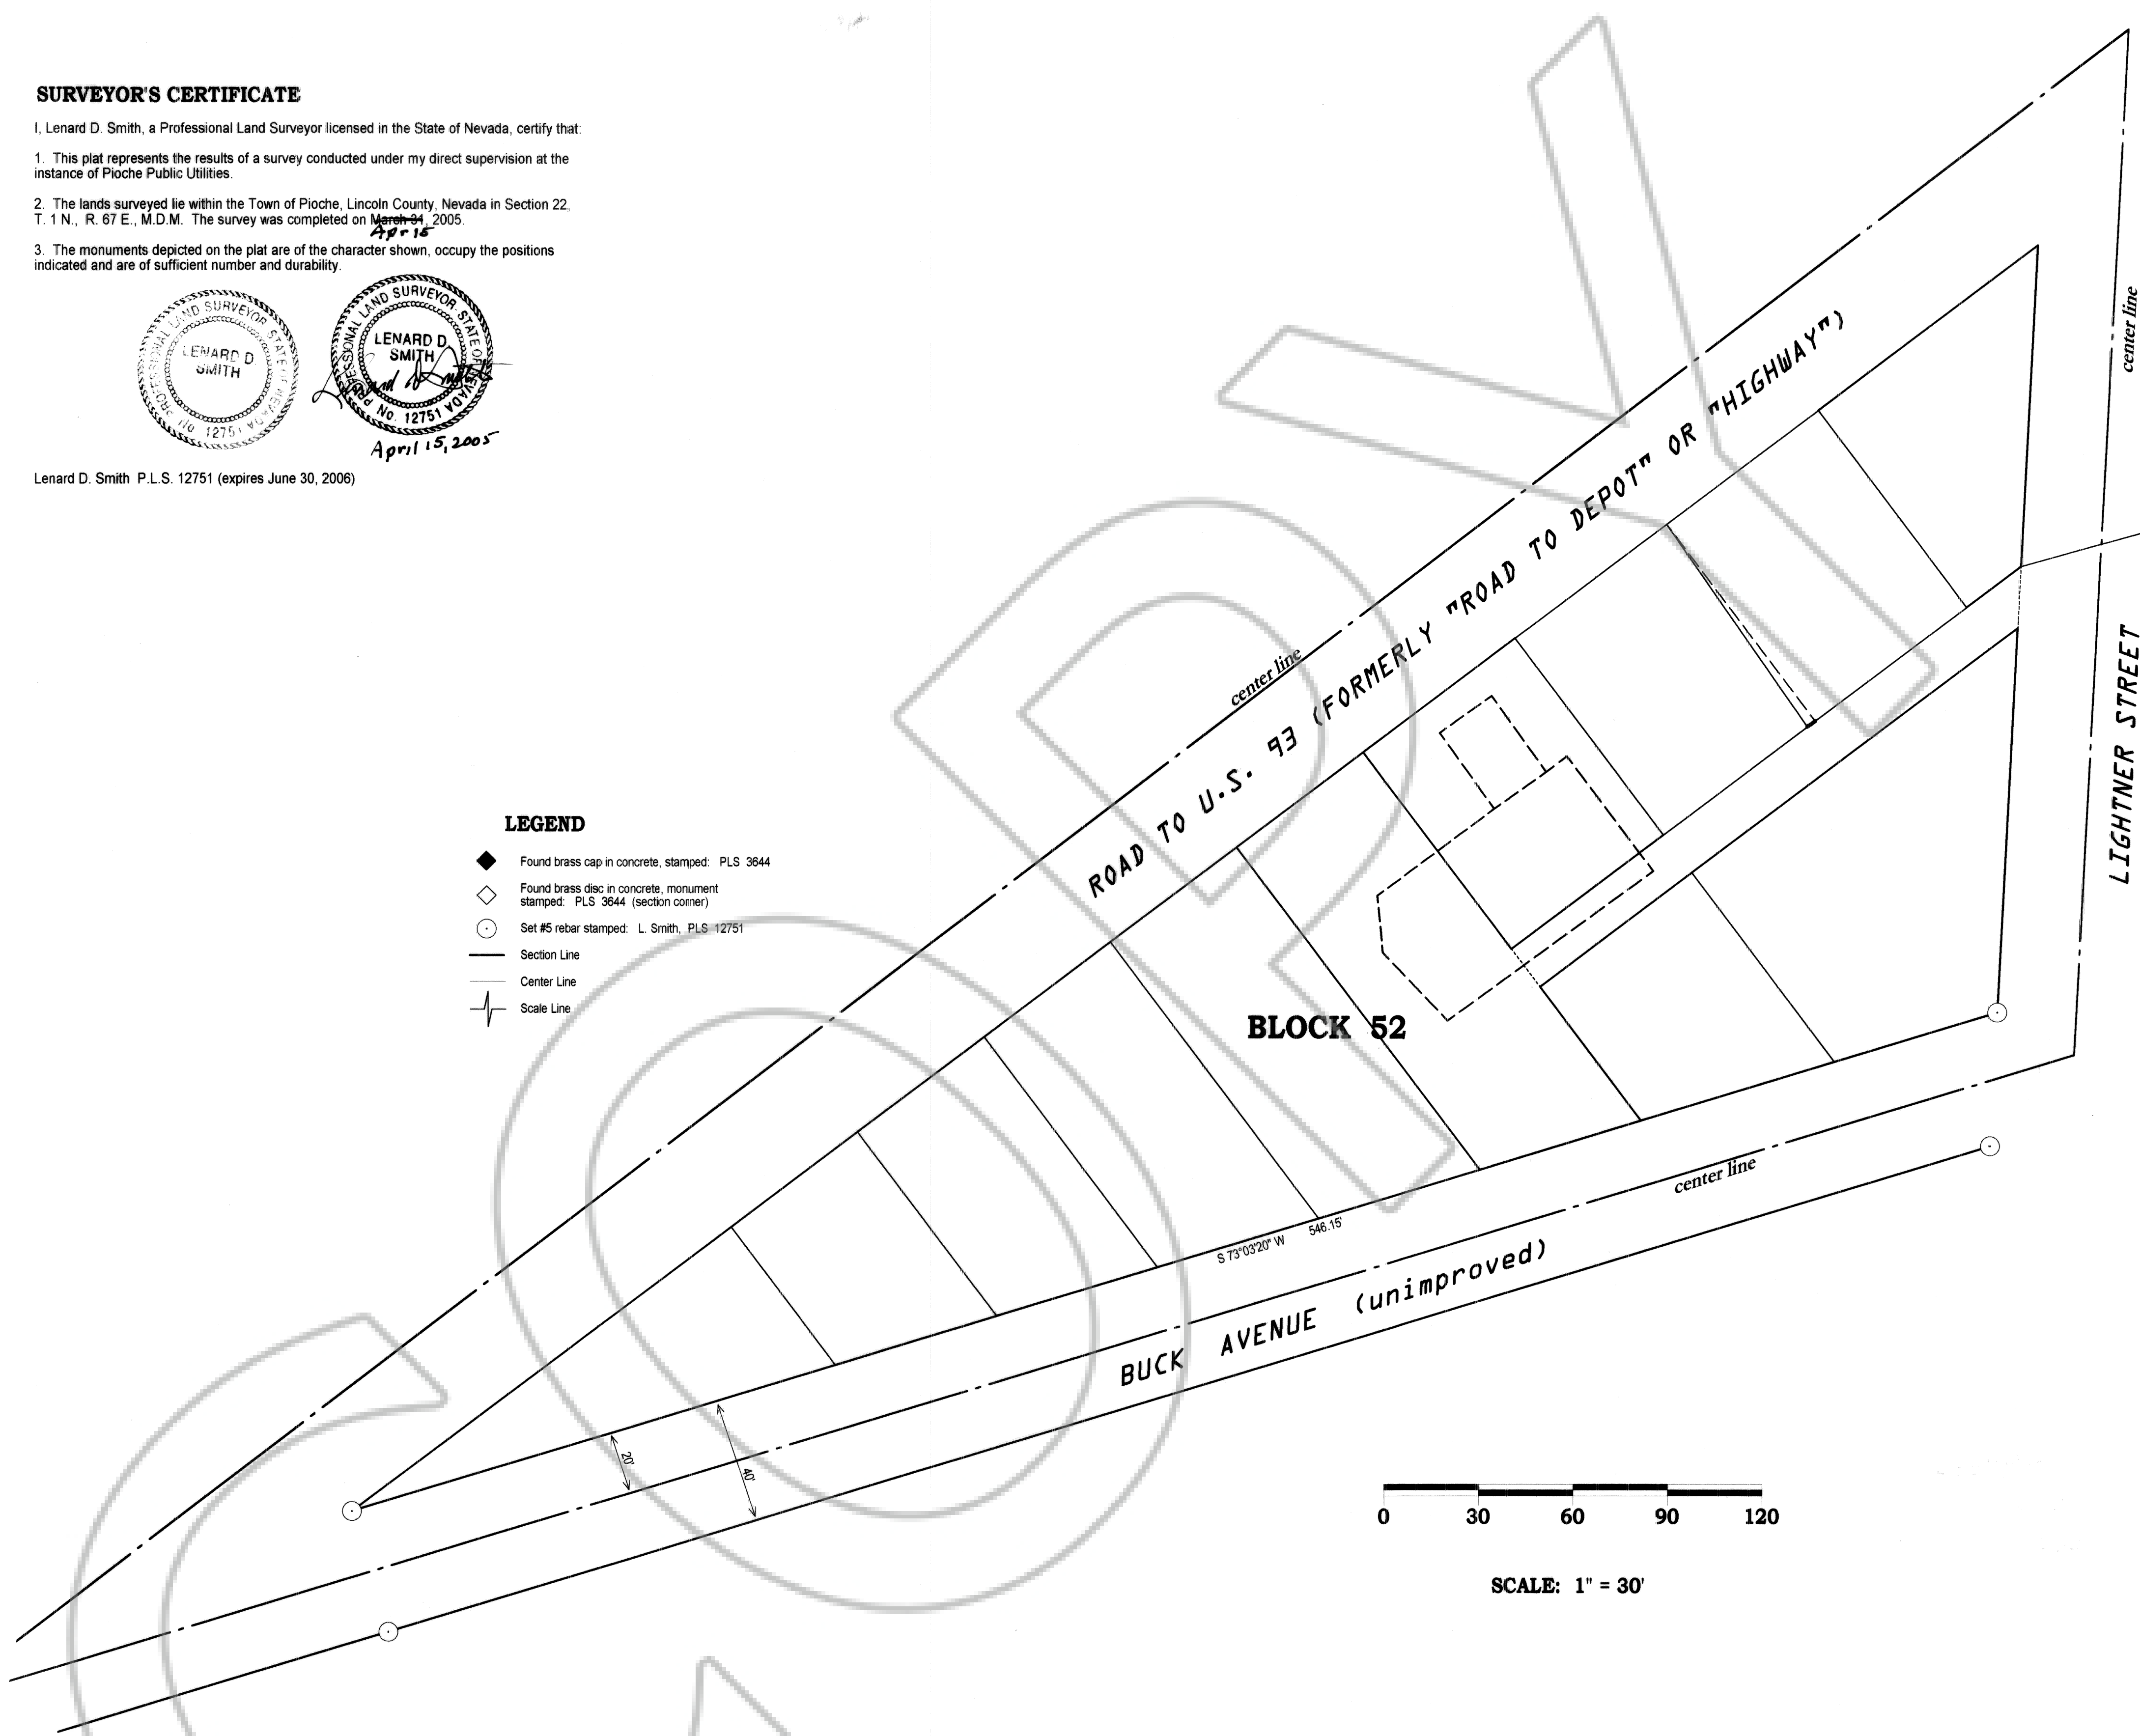 SURVEYOR'S CERTIFICATE
I, Lenard D. Smith, a Professional Land Surveyor licensed in the State of Nevada, certify that:
1. This plat represents the results of a survey conducted under my direct supervision at the
instance of Pioche Public Utilities.
2. The lands surveyed lie within the Town of Pioche, Lincoln County, Nevada in Section 22,
T. 1 N., R. 67 E., M.D.M. The survey was completed on March 31, 2005.
Apr 15
3. The monuments depicted on the plat are of the character shown, occupy the positions
indicated and are of sufficient number and durability.
PROFESSIONAL LAND SURVEYOR STATE OF NEVADA
LENARD D
SMITH
No 12751
PROFESSIONAL LAND SURVEYOR-STATE OF NEVADA
LENARD D.
SMITH
No. 12751
April 15, 2005
Lenard D. Smith P.L.S. 12751 (expires June 30, 2006)
LEGEND
Found brass cap in concrete, stamped: PLS 3644
Found brass disc in concrete, monument
stamped: PLS 3644 (section corner)
Set #5 rebar stamped: L. Smith, PLS 12751
Section Line
Center Line
Scale Line
center line
ROAD TO U.S. 93 (FORMERLY "ROAD TO DEPOT" OR "HIGHWAY")
center line
LIGHTNER STREET
BLOCK 52
S 73°03'20" W 546.15'
center line
BUCK AVENUE (unimproved)
20'
40'
0 30 60 90 120
SCALE: 1" = 30'
COPY